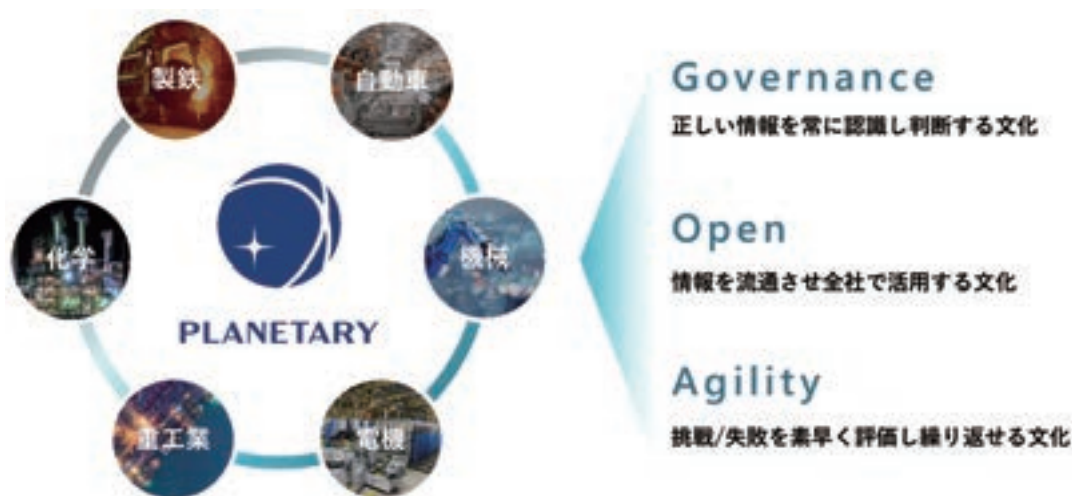 製鉄
自動車
化学
機械
重工業
電機
PLANETARY
Governance
正しい情報を常に認識し判断する文化
Open
情報を流通させ全社で活用する文化
Agility
挑戦/失敗を素早く評価し繰り返せる文化